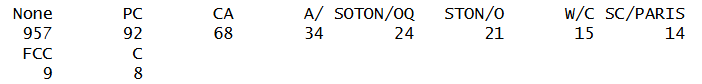 None PC CA A/ SOTON/OQ STON/O W/C SC/PARIS
957 92 68 34 24 21 15 14
FCC C
9 8